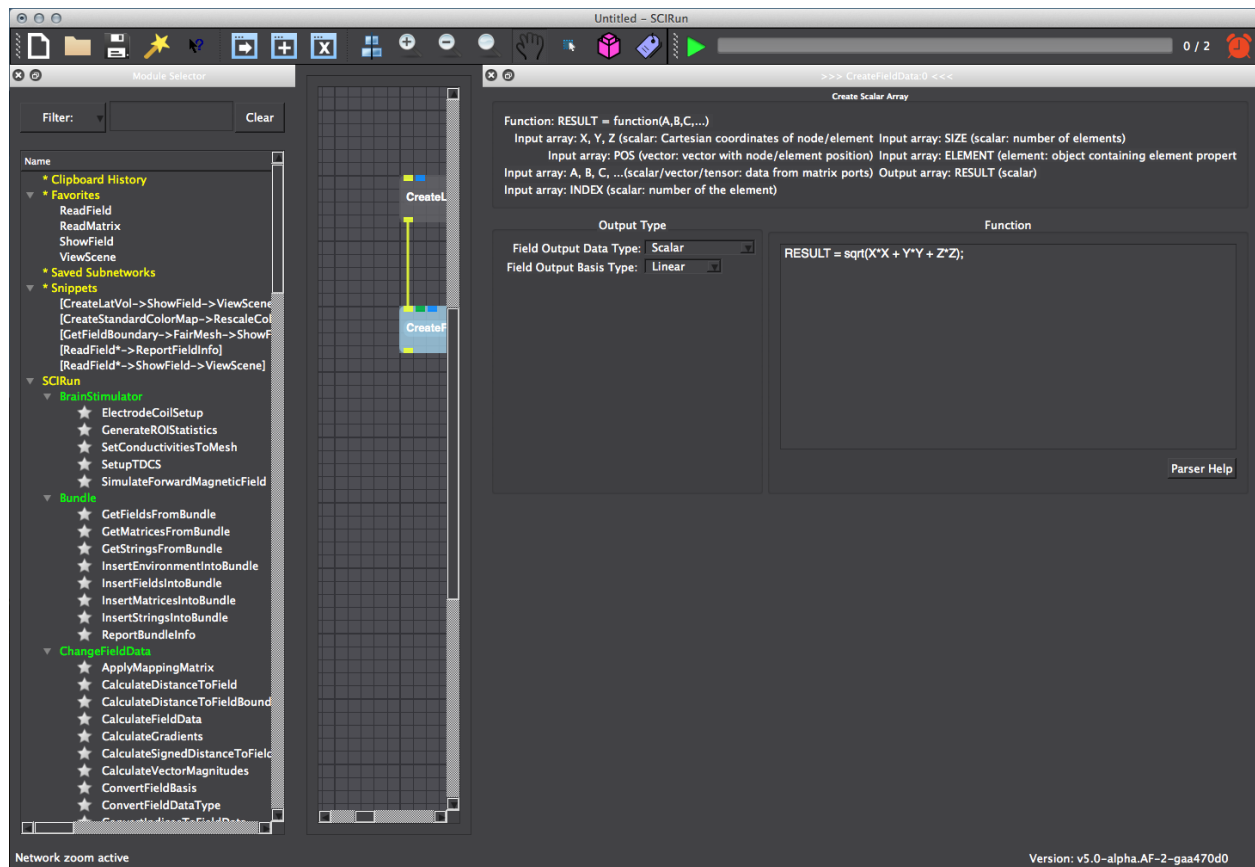 Untitled - SCIRun
0 / 2
Module Selector
Filter:
Clear
Name
* Clipboard History
* Favorites
ReadField
ReadMatrix
ShowField
ViewScene
* Saved Subnetworks
* Snippets
[CreateLatVol->ShowField->ViewScene
[CreateStandardColorMap->RescaleCol
[GetFieldBoundary->FairMesh->ShowF
[ReadField*->ReportFieldInfo]
[ReadField*->ShowField->ViewScene]
SCIRun
BrainStimulator
ElectrodeCoilSetup
GenerateROIStatistics
SetConductivitiesToMesh
SetupTDCS
SimulateForwardMagneticField
Bundle
GetFieldsFromBundle
GetMatricesFromBundle
GetStringsFromBundle
InsertEnvironmentIntoBundle
InsertFieldsIntoBundle
InsertMatricesIntoBundle
InsertStringsIntoBundle
ReportBundleInfo
ChangeFieldData
ApplyMappingMatrix
CalculateDistanceToField
CalculateDistanceToFieldBound
CalculateFieldData
CalculateGradients
CalculateSignedDistanceToField
CalculateVectorMagnitudes
ConvertFieldBasis
ConvertFieldDataType
ConvertIndicesToFieldData
CreateL
CreateF
>>> CreateFieldData:0 <<<
Create Scalar Array
Function: RESULT = function(A,B,C,...)
Input array: X, Y, Z (scalar: Cartesian coordinates of node/element Input array: SIZE (scalar: number of elements)
Input array: POS (vector: vector with node/element position) Input array: ELEMENT (element: object containing element propert
Input array: A, B, C, ...(scalar/vector/tensor: data from matrix ports) Output array: RESULT (scalar)
Input array: INDEX (scalar: number of the element)
Output Type
Field Output Data Type: Scalar
Field Output Basis Type: Linear
Function
RESULT = sqrt(X*X + Y*Y + Z*Z);
Parser Help
Network zoom active
Version: v5.0-alpha.AF-2-gaa470d0